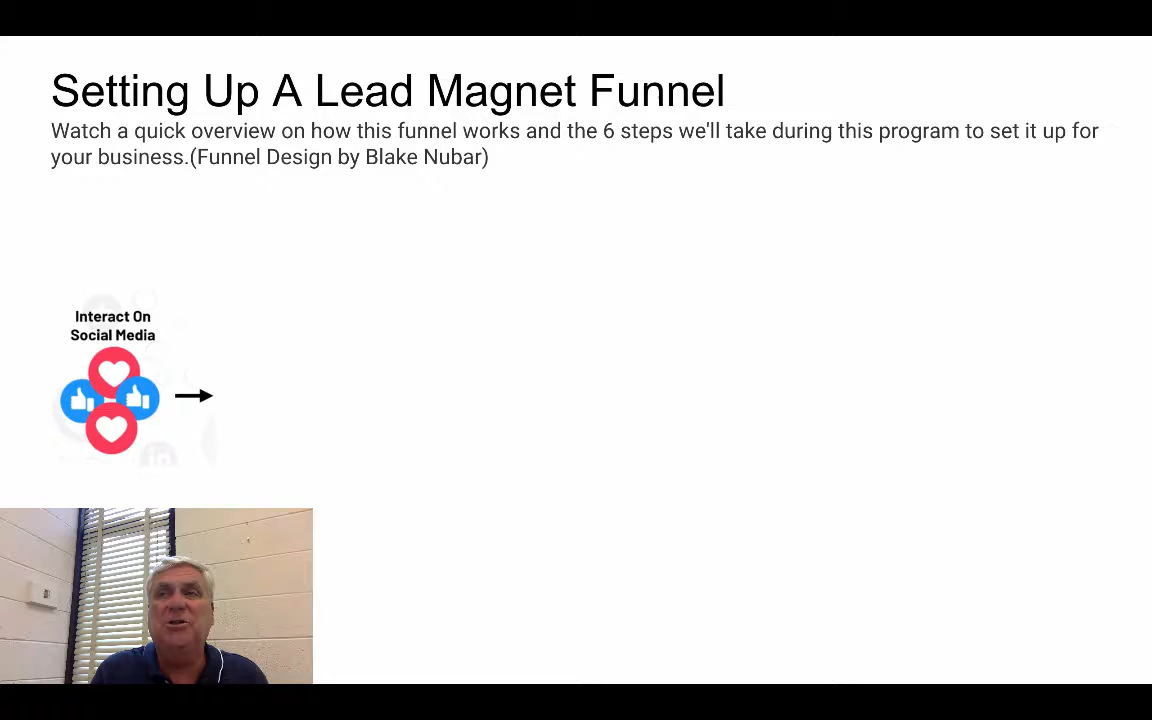 Setting Up A Lead Magnet Funnel
Watch a quick overview on how this funnel works and the 6 steps we'll take during this program to set it up for
your business.(Funnel Design by Blake Nubar)
Interact On
Social Media
in